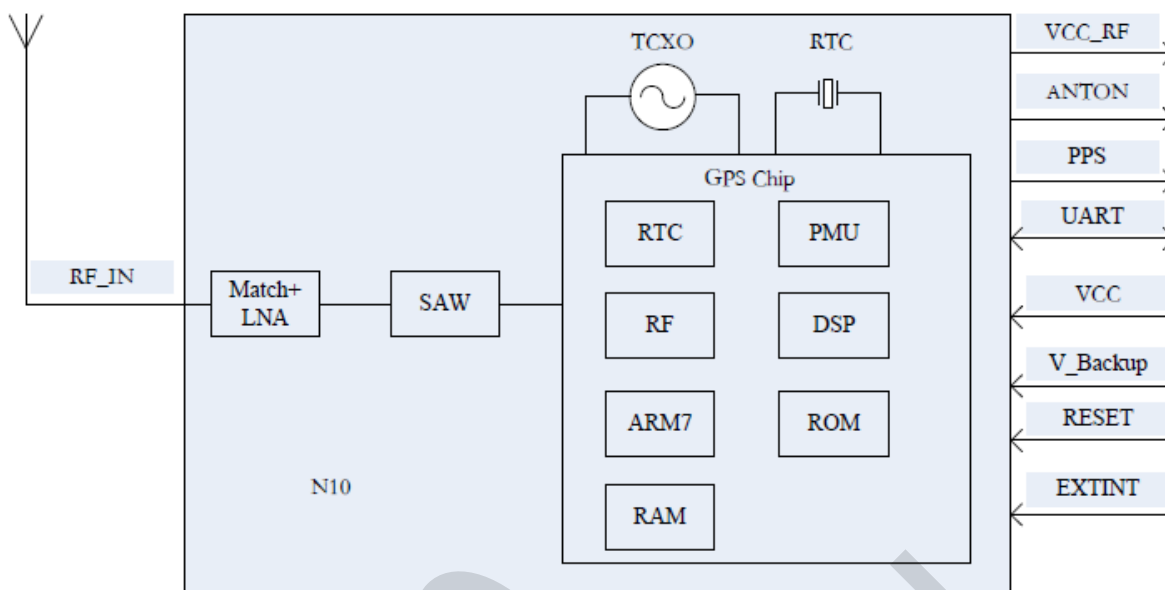 VCC_RF
TCXO
RTC
ANTON
PPS
GPS Chip
UART
RTC
PMU
RF_IN
Match+
LNA
SAW
VCC
RF
DSP
V_Backup
RESET
ARM7
ROM
N10
EXTINT
RAM